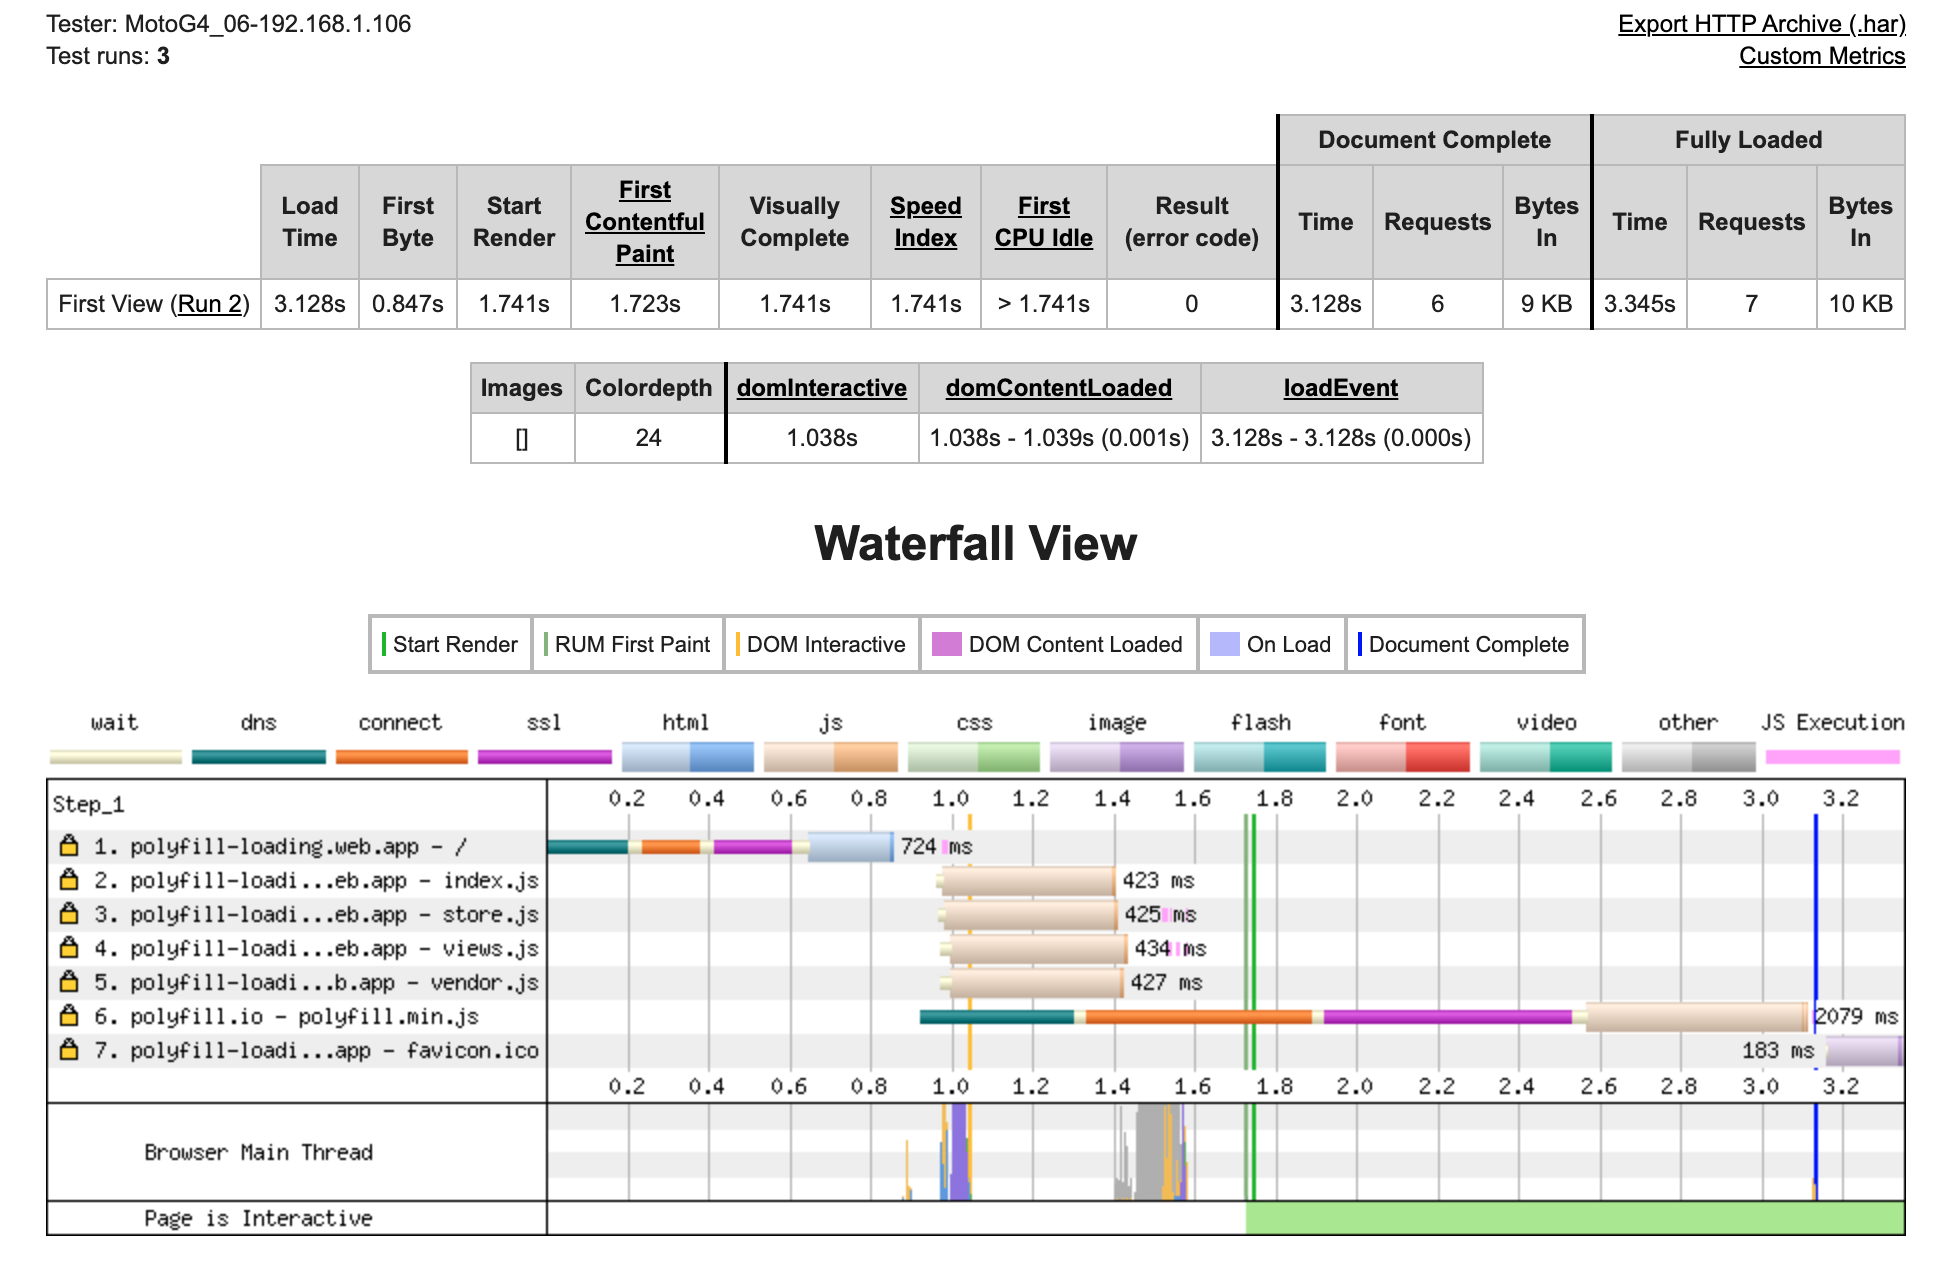 Tester: MotoG4_06-192.168.1.106
Export HTTP Archive (.har)
Test runs: 3
Custom Metrics
Document Complete
Fully Loaded
Load Time
First Byte
Start Render
First Contentful Paint
Visually Complete
Speed Index
First CPU Idle
Result (error code)
Time
Requests
Bytes In
Time
Requests
Bytes In
First View (Run 2) 3.128s 0.847s 1.741s 1.723s 1.741s 1.741s > 1.741s 0 3.128s 6 9 KB 3.345s 7 10 KB
Images Colordepth domInteractive domContentLoaded loadEvent
[] 24 1.038s 1.038s - 1.039s (0.001s) 3.128s - 3.128s (0.000s)
Waterfall View
Start Render RUM First Paint DOM Interactive DOM Content Loaded On Load Document Complete
wait dns connect ssl html js css image flash font video other JS Execution
Step_1 0.2 0.4 0.6 0.8 1.0 1.2 1.4 1.6 1.8 2.0 2.2 2.4 2.6 2.8 3.0 3.2
1. polyfill-loading.web.app - / 724 ms
2. polyfill-loadi...eb.app - index.js 423 ms
3. polyfill-loadi...eb.app - store.js 425 ms
4. polyfill-loadi...eb.app - views.js 434 ms
5. polyfill-loadi...b.app - vendor.js 427 ms
6. polyfill.io - polyfill.min.js 2079 ms
7. polyfill-loadi...app - favicon.ico 183 ms
0.2 0.4 0.6 0.8 1.0 1.2 1.4 1.6 1.8 2.0 2.2 2.4 2.6 2.8 3.0 3.2
Browser Main Thread
Page is Interactive